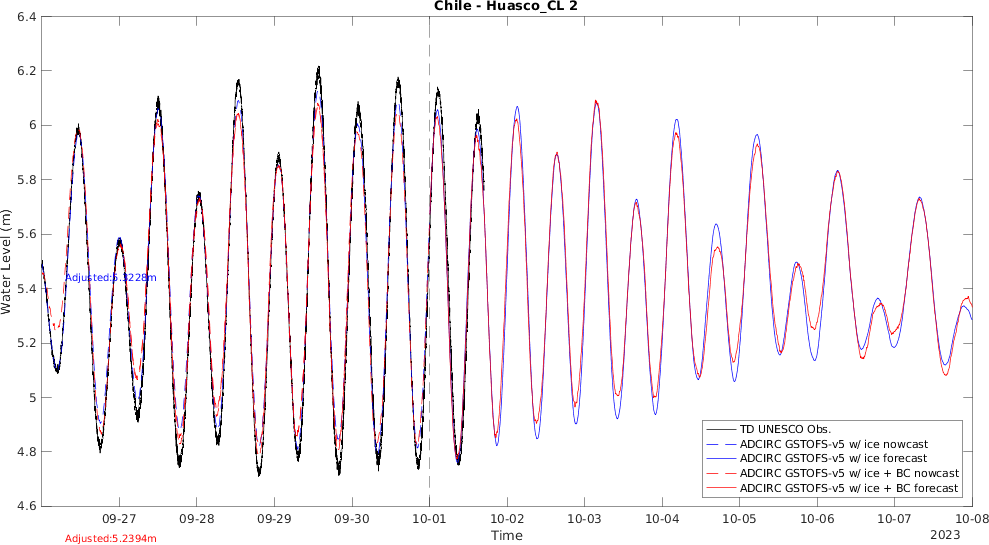 Chile - Huasco_CL 2
6.4
6.2
6
5.8
5.6
5.4
5.2
5
4.8
4.6
Water Level (m)
Adjusted:5.3228m
TD UNESCO Obs.
ADCIRC GSTOFS-v5 w/ ice nowcast
ADCIRC GSTOFS-v5 w/ ice forecast
ADCIRC GSTOFS-v5 w/ ice + BC nowcast
ADCIRC GSTOFS-v5 w/ ice + BC forecast
09-27 09-28 09-29 09-30 10-01 10-02 10-03 10-04 10-05 10-06 10-07 10-08
Time
2023
Adjusted:5.2394m